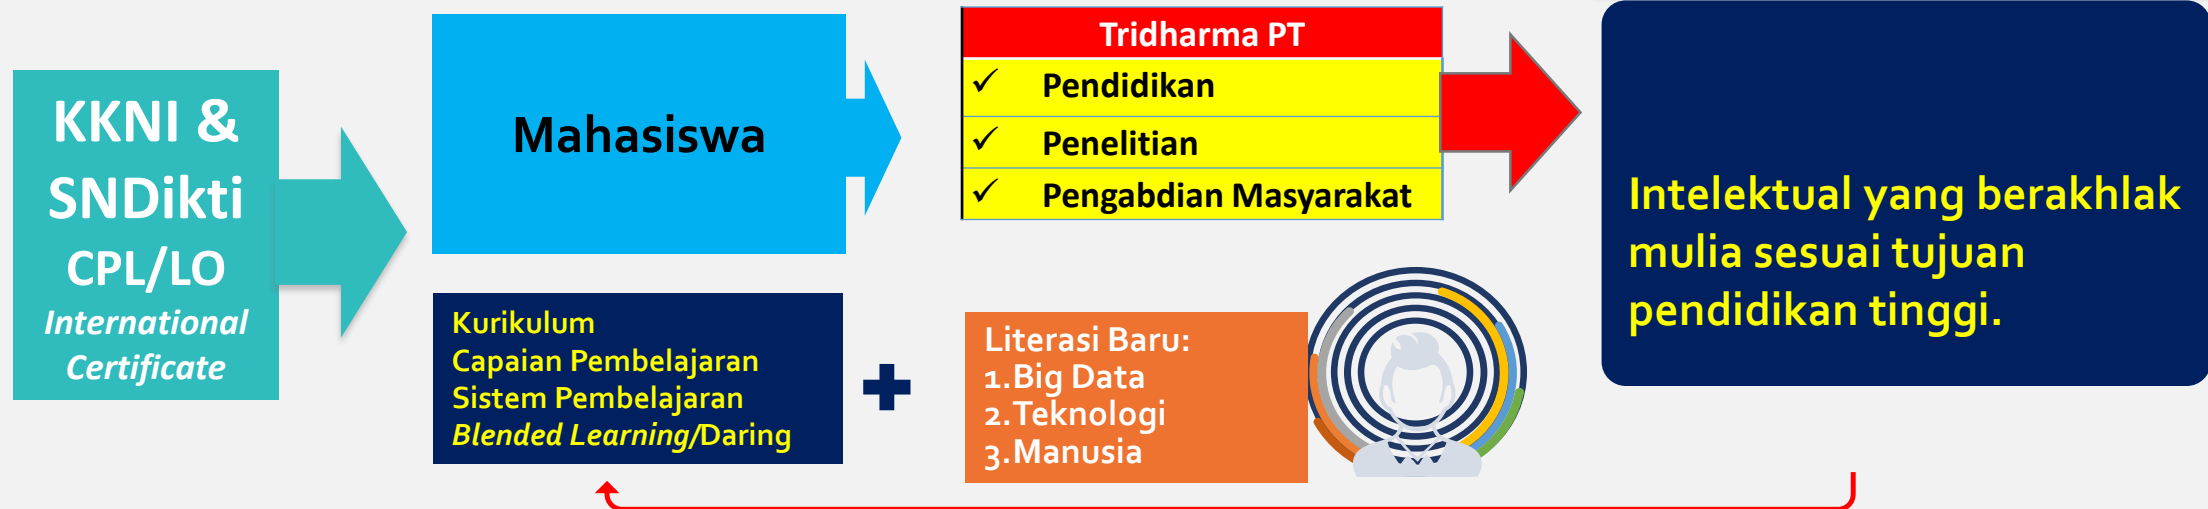 KKNI &
SNDikti
CPL/LO
International
Certificate
Mahasiswa
Tridharma PT
✓ Pendidikan
✓ Penelitian
✓ Pengabdian Masyarakat
Intelektual yang berakhlak
mulia sesuai tujuan
pendidikan tinggi.
Kurikulum
Capaian Pembelajaran
Sistem Pembelajaran
Blended Learning/Daring
Literasi Baru:
1.Big Data
2.Teknologi
3.Manusia